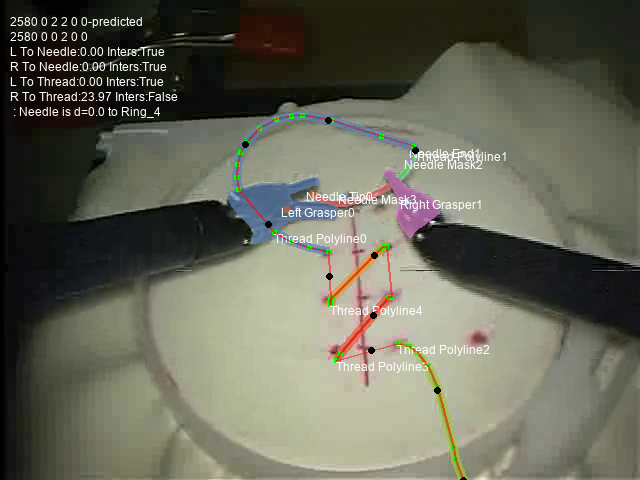 2580 0 2 2 0 0-predicted
2580 0 0 2 0 0
L To Needle:0.00 Inters:True
R To Needle:0.00 Inters:True
L To Thread:0.00 Inters:True
R To Thread:23.97 Inters:False
: Needle is d=0.0 to Ring_4
Needle End1
Thread Polyline1
Needle Mask2
Needle Tip0
Needle Mask3
Right Grasper1
Left Grasper0
Thread Polyline0
Thread Polyline4
Thread Polyline2
Thread Polyline3